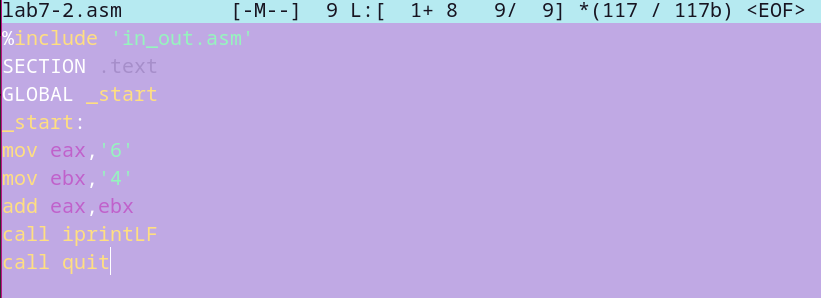 lab7-2.asm [-M--] 9 L:[ 1+ 8 9/ 9] *(117 / 117b) <EOF>
%include 'in_out.asm'
SECTION .text
GLOBAL _start
_start:
mov eax,'6'
mov ebx,'4'
add eax,ebx
call iprintLF
call quit